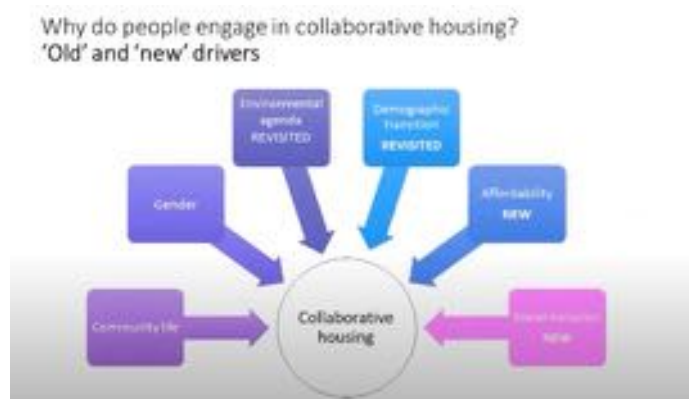 Why do people engage in collaborative housing?
'Old' and 'new' drivers
Environmental
agenda
REVISITED
Demographic
transition
REVISITED
Gender
Affordability
NEW
Community life
Collaborative
housing
NEW